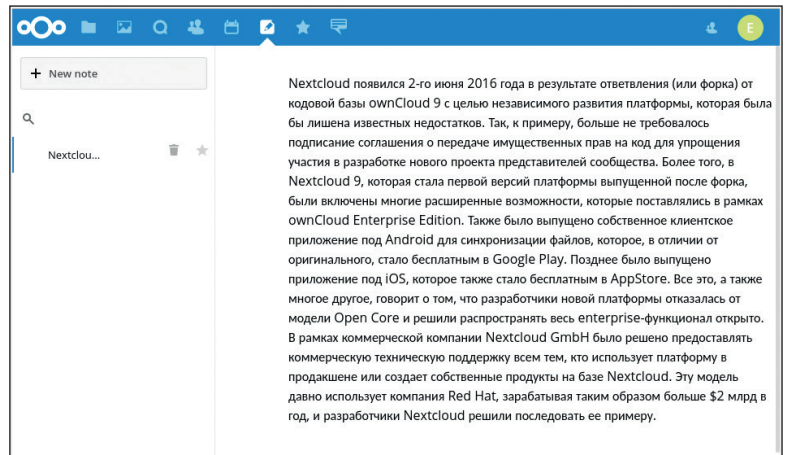 E
+ New note
Nextclou...
Nextcloud появился 2-го июня 2016 года в результате ответвления (или форка) от
кодовой базы ownCloud 9 с целью независимого развития платформы, которая была
бы лишена известных недостатков. Так, к примеру, больше не требовалось
подписание соглашения о передаче имущественных прав на код для упрощения
участия в разработке нового проекта представителей сообщества. Более того, в
Nextcloud 9, которая стала первой версий платформы выпущенной после форка,
были включены многие расширенные возможности, которые поставлялись в рамках
ownCloud Enterprise Edition. Также было выпущено собственное клиентское
приложение под Android для синхронизации файлов, которое, в отличии от
оригинального, стало бесплатным в Google Play. Позднее было выпущено
приложение под iOS, которое также стало бесплатным в AppStore. Все это, а также
многое другое, говорит о том, что разработчики новой платформы отказалась от
модели Open Core и решили распространять весь enterprise-функционал открыто.
В рамках коммерческой компании Nextcloud GmbH было решено предоставлять
коммерческую техническую поддержку всем тем, кто использует платформу в
продакшене или создает собственные продукты на базе Nextcloud. Эту модель
давно использует компания Red Hat, зарабатывая таким образом больше $2 млрд в
год, и разработчики Nextcloud решили последовать ее примеру.